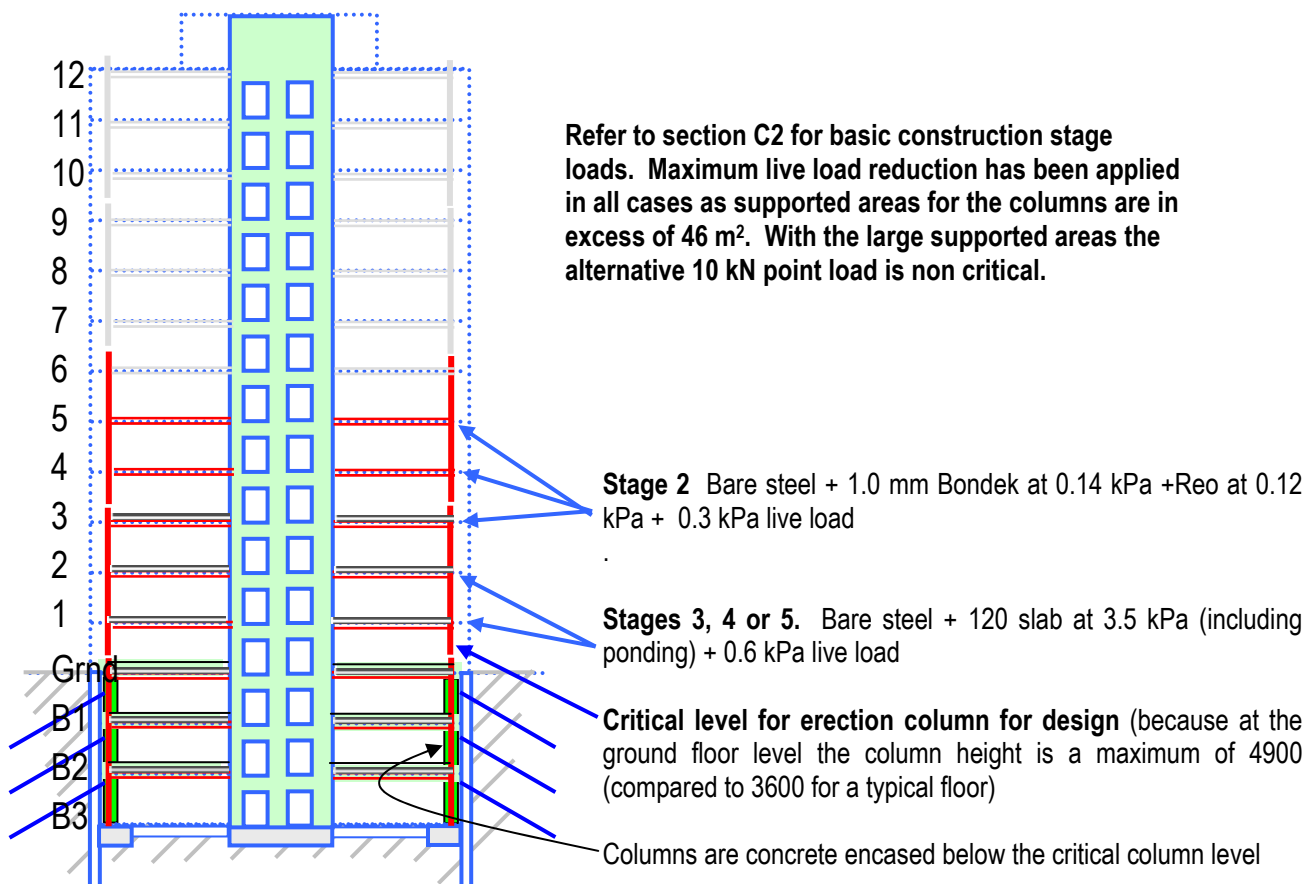 12
11
10
9
8
7
6
5
4
3
2
1
Grnd
B1
B2
B3
Refer to section C2 for basic construction stage
loads. Maximum live load reduction has been applied
in all cases as supported areas for the columns are in
excess of 46 m². With the large supported areas the
alternative 10 kN point load is non critical.
Stage 2 Bare steel + 1.0 mm Bondek at 0.14 kPa +Reo at 0.12
kPa + 0.3 kPa live load
.
Stages 3, 4 or 5. Bare steel + 120 slab at 3.5 kPa (including
ponding) + 0.6 kPa live load
Critical level for erection column for design (because at the
ground floor level the column height is a maximum of 4900
(compared to 3600 for a typical floor)
Columns are concrete encased below the critical column level